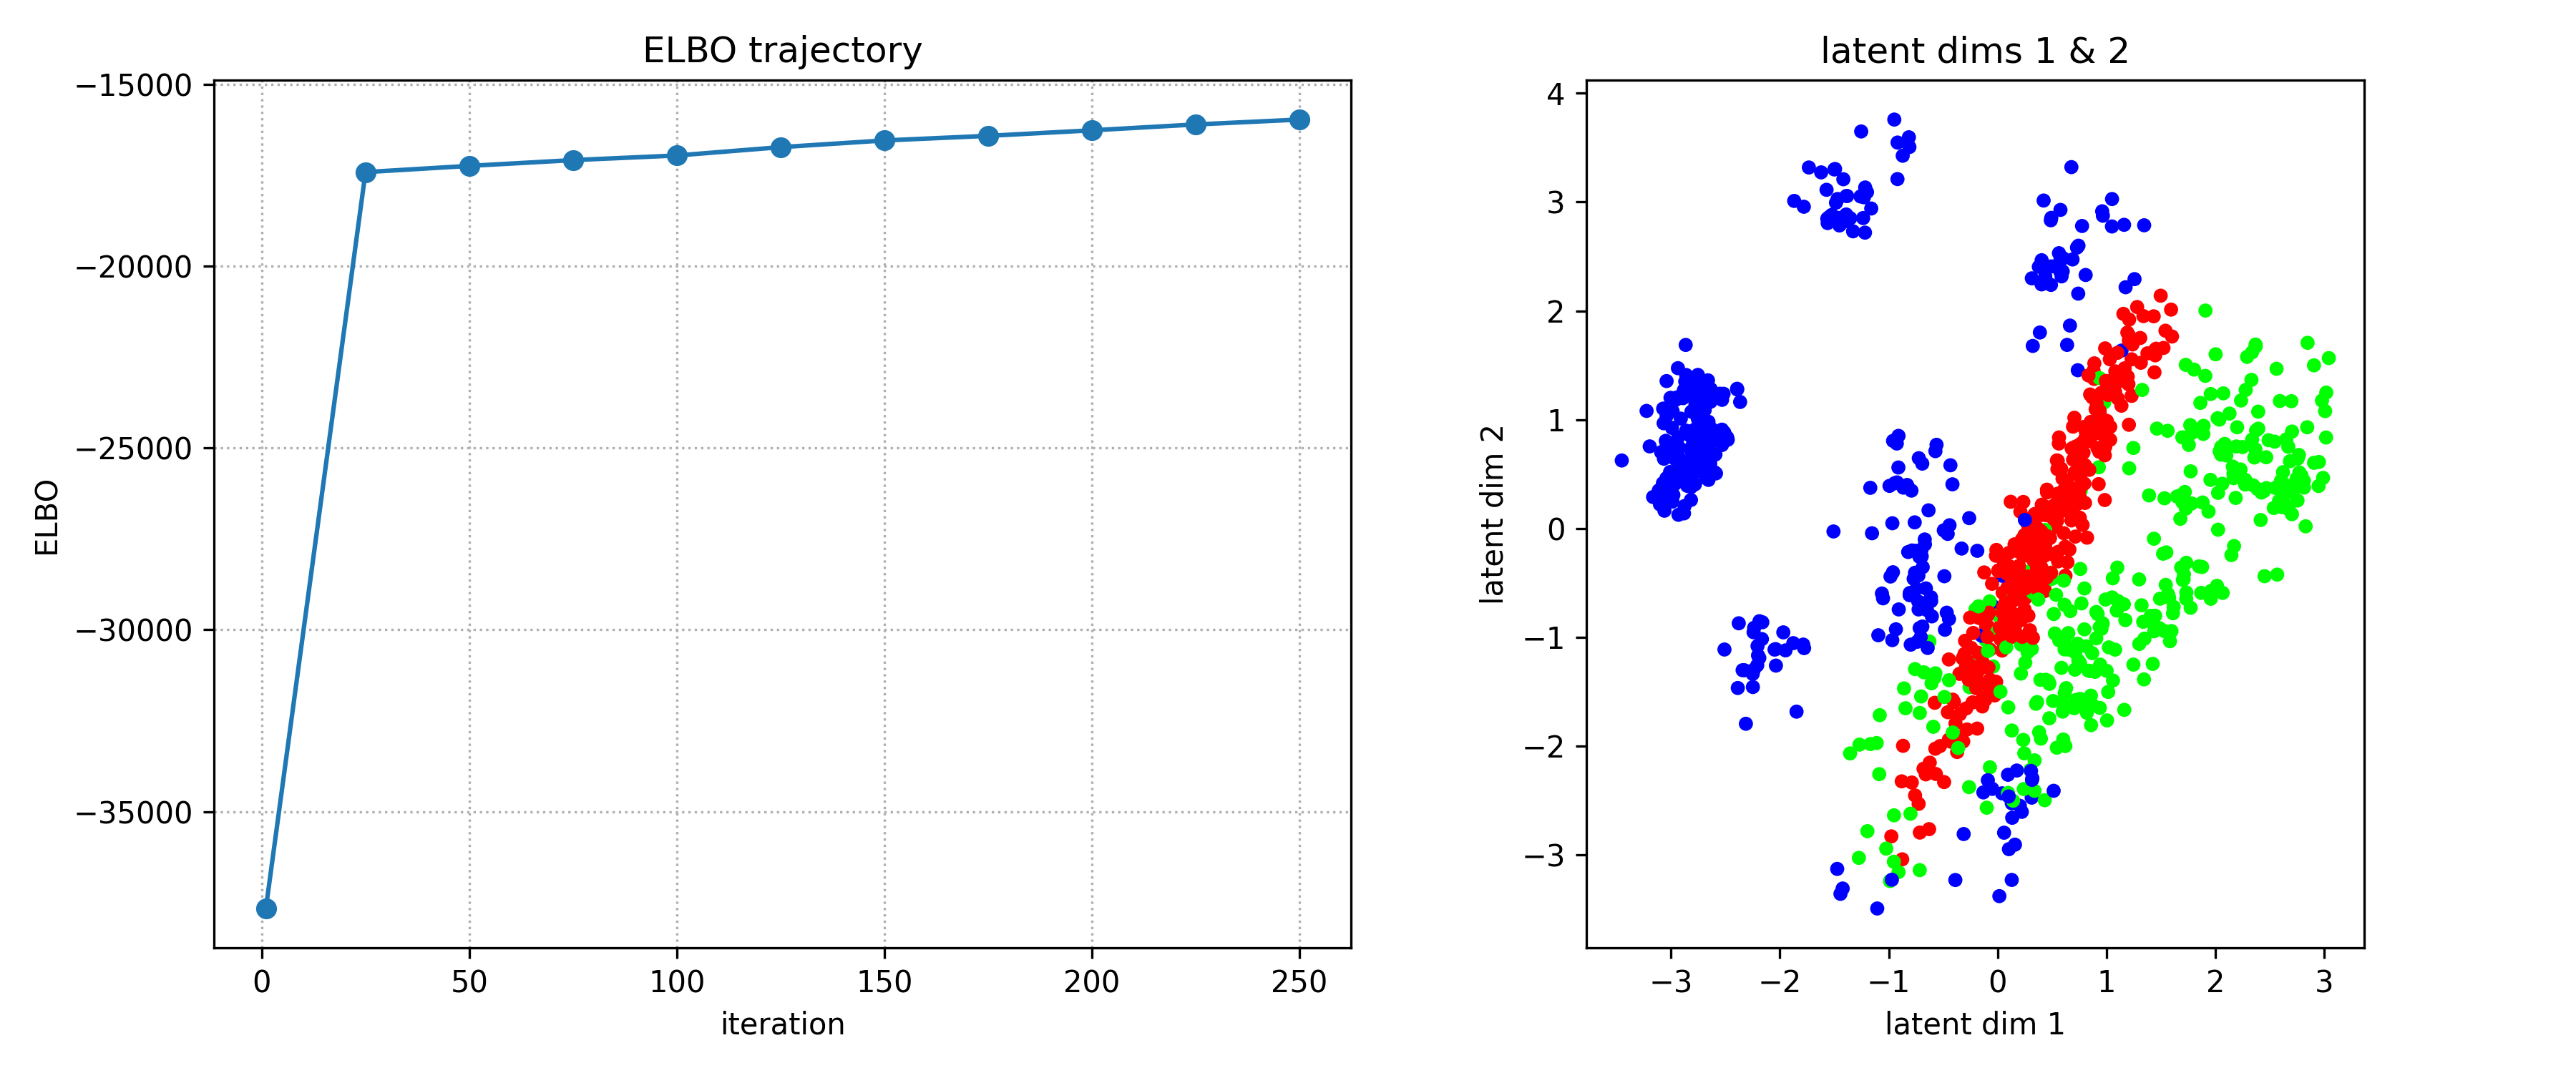 ELBO trajectory
−15000
−20000
−25000
−30000
−35000
ELBO
0 50 100 150 200 250
iteration
latent dims 1 & 2
4
3
2
1
0
−1
−2
−3
latent dim 2
−3 −2 −1 0 1 2 3
latent dim 1